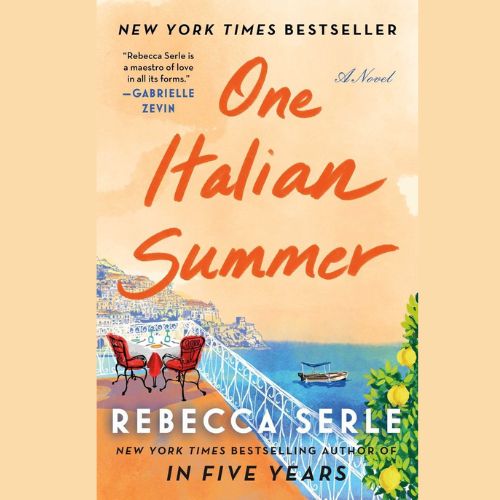 NEW YORK TIMES BESTSELLER
"Rebecca Serle is
a maestro of love
in all its forms."
—GABRIELLE
ZEVIN
One
A Novel
Italian
Summer
REBECCA SERLE
NEW YORK TIMES BESTSELLING AUTHOR OF
IN FIVE YEARS